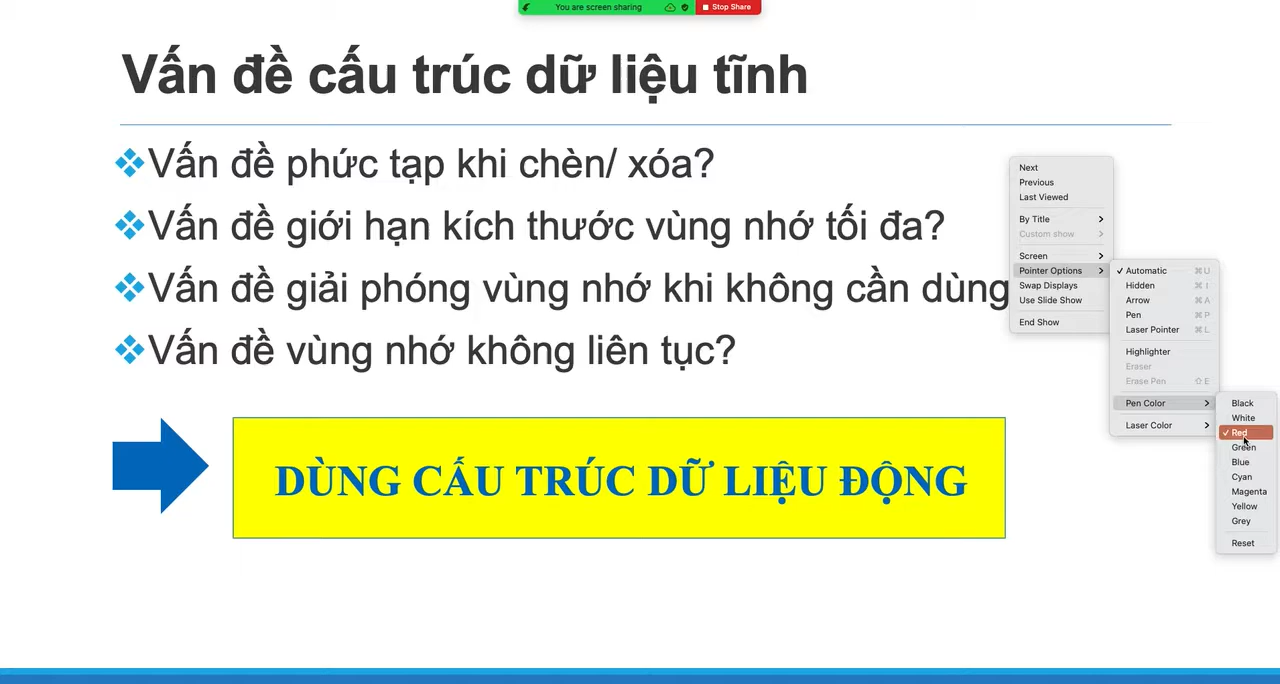 You are screen sharing
Stop Share
Vấn đề cấu trúc dữ liệu tĩnh
Vấn đề phức tạp khi chèn/ xóa?
Vấn đề giới hạn kích thước vùng nhớ tối đa?
Vấn đề giải phóng vùng nhớ khi không cần dùng
Vấn đề vùng nhớ không liên tục?
DÙNG CẤU TRÚC DỮ LIỆU ĐỘNG
Next
Previous
Last Viewed
By Title
Custom show
Screen
Pointer Options
Swap Displays
Use Slide Show
End Show
Automatic ⌘U
Hidden ⌘I
Arrow ⌘A
Pen ⌘P
Laser Pointer ⌘L
Highlighter
Eraser
Erase Pen ⇧E
Pen Color
Laser Color
Black
White
Red
Green
Blue
Cyan
Magenta
Yellow
Grey
Reset